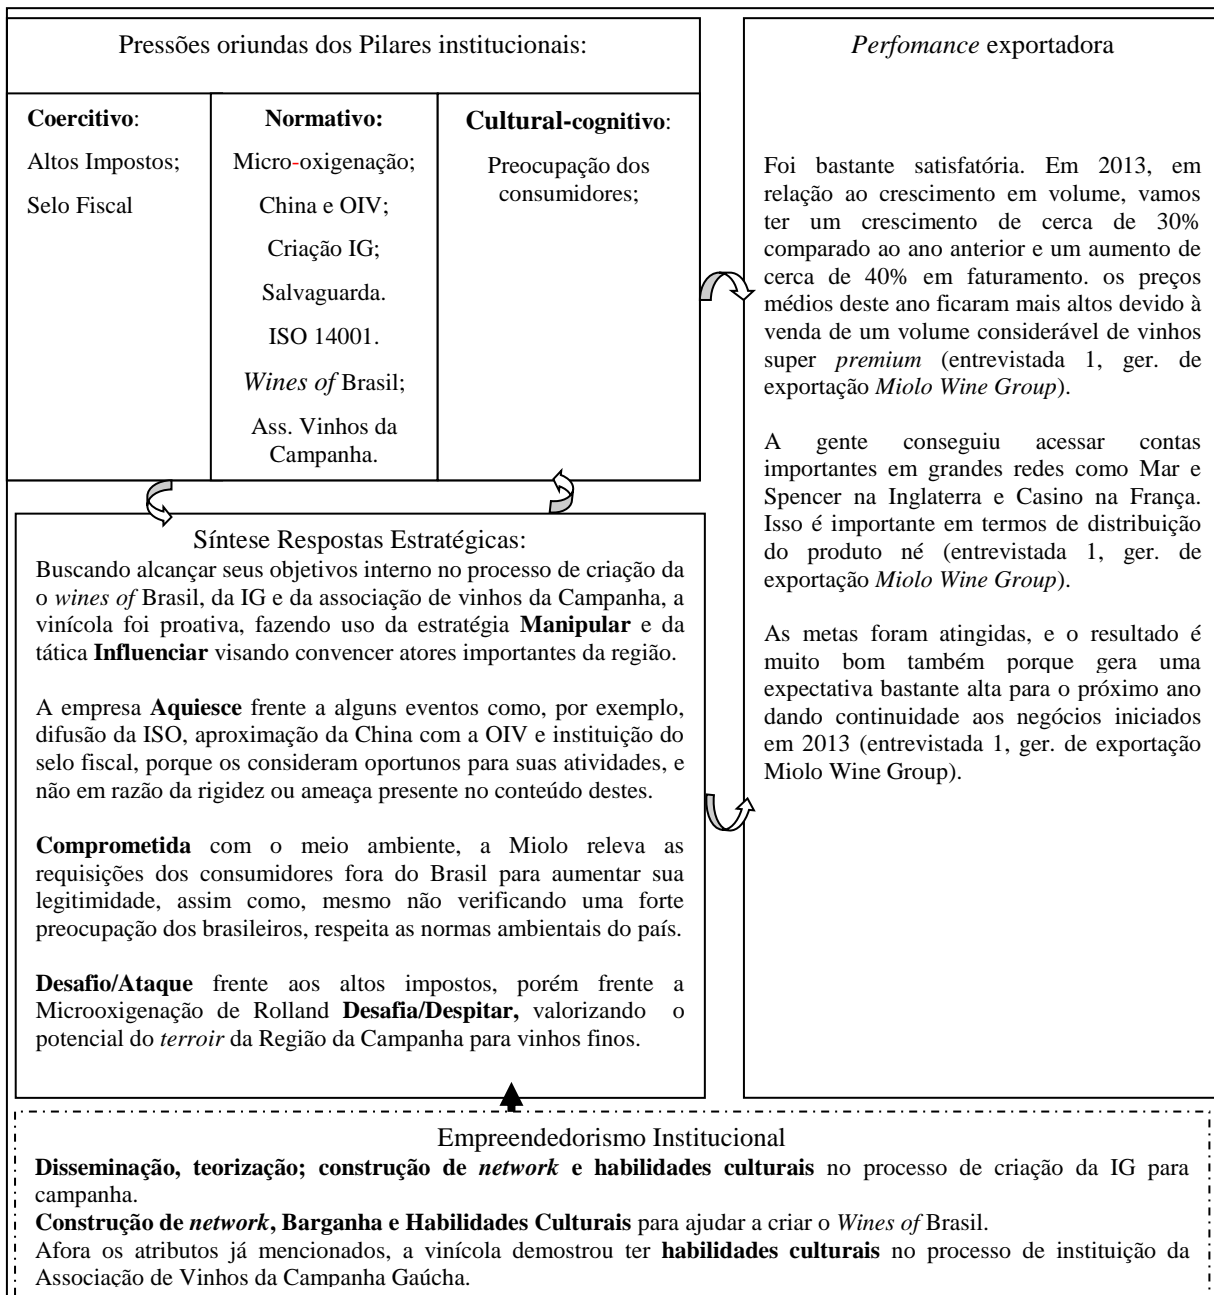 Pressões oriundas dos Pilares institucionais:
Coercitivo:
Altos Impostos;
Selo Fiscal
Normativo:
Micro-oxigenação;
China e OIV;
Criação IG;
Salvaguarda.
ISO 14001.
Wines of Brasil;
Ass. Vinhos da
Campanha.
Cultural-cognitivo:
Preocupação dos
consumidores;
Perfomance exportadora
Foi bastante satisfatória. Em 2013, em
relação ao crescimento em volume, vamos
ter um crescimento de cerca de 30%
comparado ao ano anterior e um aumento de
cerca de 40% em faturamento. os preços
médios deste ano ficaram mais altos devido à
venda de um volume considerável de vinhos
super premium (entrevistada 1, ger. de
exportação Miolo Wine Group).
A gente conseguiu acessar contas
importantes em grandes redes como Mar e
Spencer na Inglaterra e Casino na França.
Isso é importante em termos de distribuição
do produto né (entrevistada 1, ger. de
exportação Miolo Wine Group).
As metas foram atingidas, e o resultado é
muito bom também porque gera uma
expectativa bastante alta para o próximo ano
dando continuidade aos negócios iniciados
em 2013 (entrevistada 1, ger. de exportação
Miolo Wine Group).
Síntese Respostas Estratégicas:
Buscando alcançar seus objetivos interno no processo de criação da
o wines of Brasil, da IG e da associação de vinhos da Campanha, a
vinícola foi proativa, fazendo uso da estratégia Manipular e da
tática Influenciar visando convencer atores importantes da região.
A empresa Aquiesce frente a alguns eventos como, por exemplo,
difusão da ISO, aproximação da China com a OIV e instituição do
selo fiscal, porque os consideram oportunos para suas atividades, e
não em razão da rigidez ou ameaça presente no conteúdo destes.
Comprometida com o meio ambiente, a Miolo releva as
requisições dos consumidores fora do Brasil para aumentar sua
legitimidade, assim como, mesmo não verificando uma forte
preocupação dos brasileiros, respeita as normas ambientais do país.
Desafio/Ataque frente aos altos impostos, porém frente a
Microoxigenação de Rolland Desafia/Despitar, valorizando o
potencial do terroir da Região da Campanha para vinhos finos.
Empreendedorismo Institucional
Disseminação, teorização; construção de network e habilidades culturais no processo de criação da IG para
campanha.
Construção de network, Barganha e Habilidades Culturais para ajudar a criar o Wines of Brasil.
Afora os atributos já mencionados, a vinícola demostrou ter habilidades culturais no processo de instituição da
Associação de Vinhos da Campanha Gaúcha.